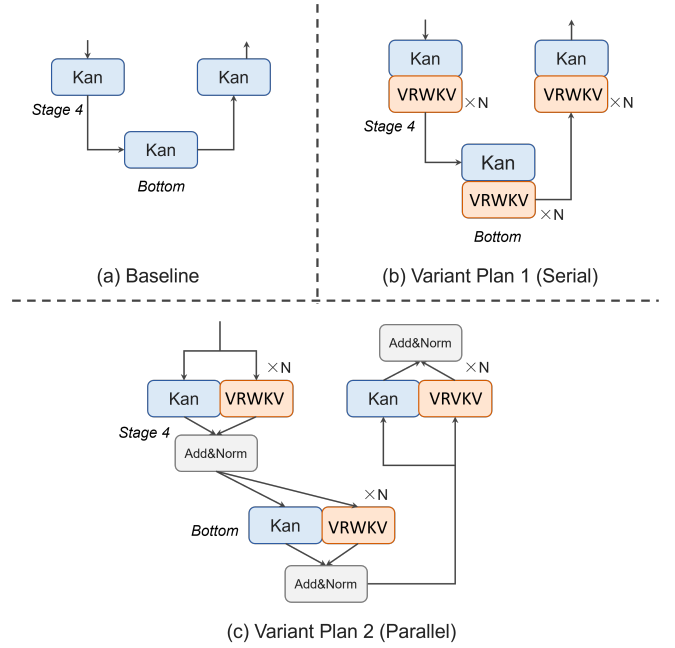 Kan
Kan
Stage 4
Kan
Bottom
(a) Baseline
Kan
VRWKV
×N
Stage 4
Kan
VRWKV
×N
Kan
VRWKV
×N
Bottom
(b) Variant Plan 1 (Serial)
×N
Kan
VRWKV
Stage 4
Add&Norm
×N
Bottom
Kan
VRWKV
Add&Norm
Add&Norm
×N
Kan
VRVKV
(c) Variant Plan 2 (Parallel)